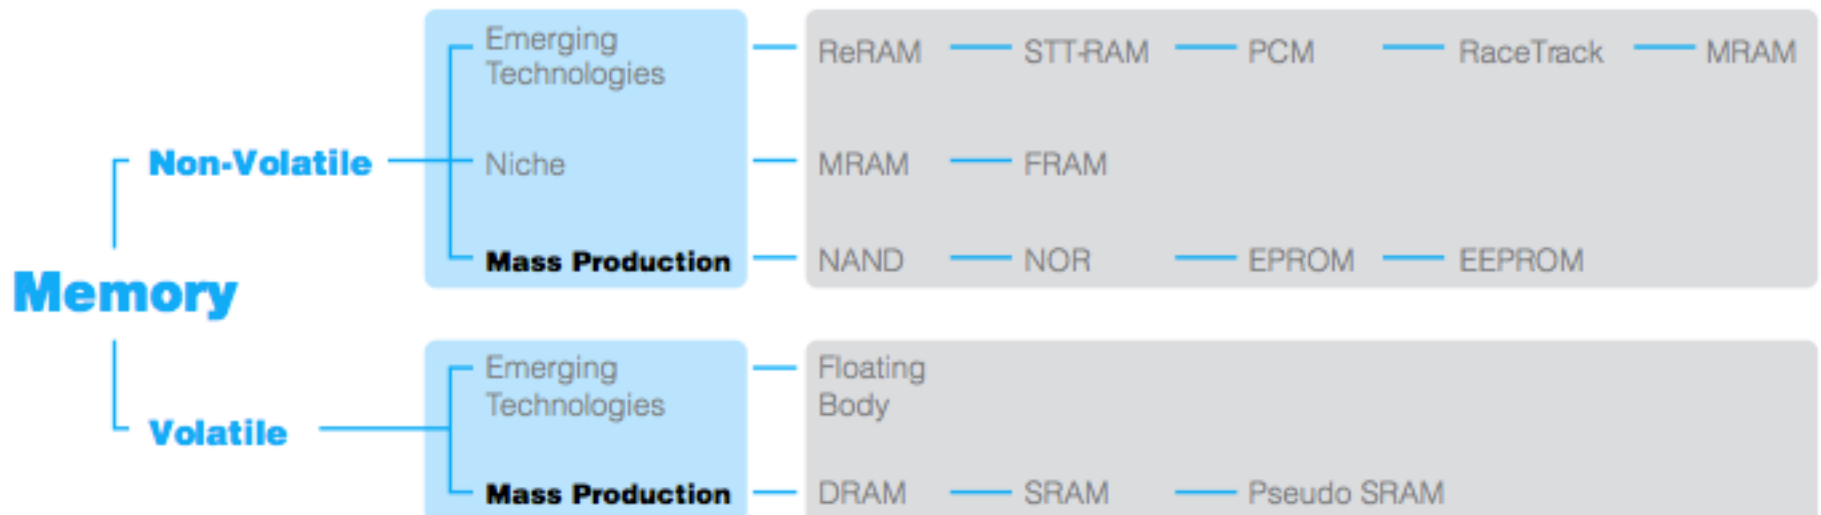 Emerging Technologies
ReRAM STT-RAM PCM RaceTrack MRAM
Non-Volatile
Niche
MRAM FRAM
Mass Production
NAND NOR EPROM EEPROM
Memory
Emerging Technologies
Floating Body
Volatile
Mass Production
DRAM SRAM Pseudo SRAM